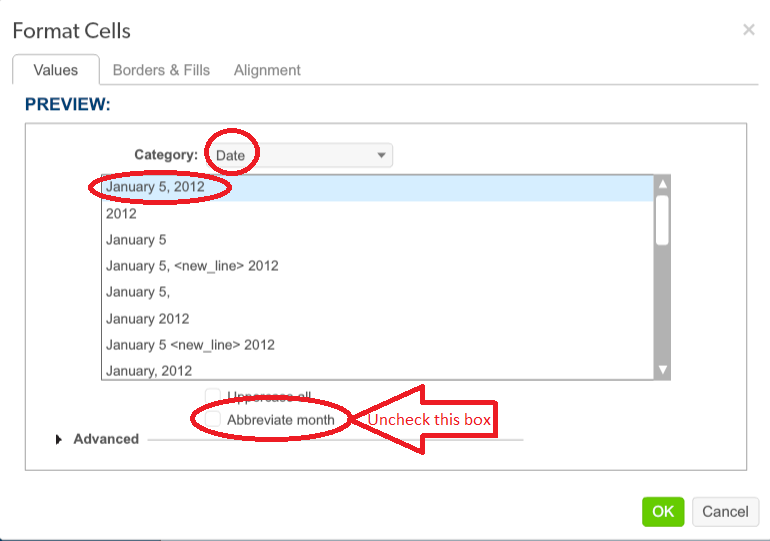 Format Cells
Values Borders & Fills Alignment
PREVIEW:
Category: Date
January 5, 2012
2012
January 5
January 5, <new_line> 2012
January 5,
January 2012
January 5 <new_line> 2012
January, 2012
Uppercase all
Abbreviate month Uncheck this box
Advanced
OK Cancel